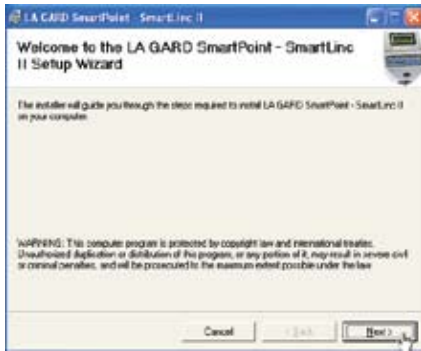 LA GARD SmartPoint - SmartLinc II
Welcome to the LA GARD SmartPoint - SmartLinc
II Setup Wizard
The installer will guide you through the steps required to install LA GARD SmartPoint - SmartLinc II
on your computer.
WARNING: This computer program is protected by copyright law and international treaties.
Unauthorized duplication or distribution of this program, or any portion of it, may result in severe civil
or criminal penalties, and will be prosecuted to the maximum extent possible under the law.
Cancel < Back Next >